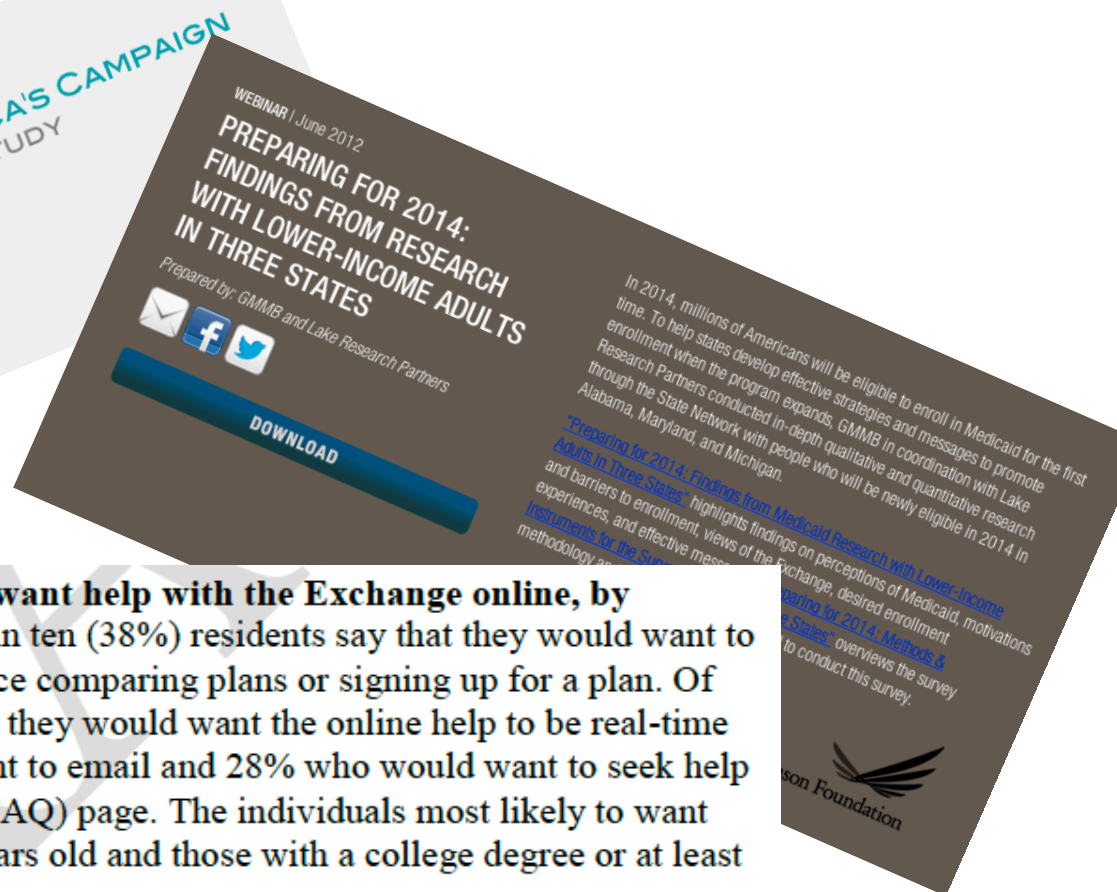 A'S CAMPAIGN
TUDY
WEBINAR | June 2012
PREPARING FOR 2014:
FINDINGS FROM RESEARCH
WITH LOWER-INCOME ADULTS
IN THREE STATES
Prepared by: GMMB and Lake Research Partners
DOWNLOAD
In 2014, millions of Americans will be eligible to enroll in Medicaid for the first
time. To help states develop effective strategies and messages to promote
enrollment when the program expands, GMMB in coordination with Lake
Research Partners conducted in-depth qualitative and quantitative research
through the State Network with people who will be newly eligible in 2014 in
Alabama, Maryland, and Michigan.
"Preparing for 2014: Findings from Medicaid Research with Lower-Income
Adults in Three States" highlights findings on perceptions of Medicaid, motivations
and barriers to enrollment, views of the Exchange, desired enrollment
experiences, and effective mess
paring for 2014: Methods &
Instruments for the Surv
e States" overviews the survey
methodology an
to conduct this survey.
son Foundation
want help with the Exchange online, by
in ten (38%) residents say that they would want to
ce comparing plans or signing up for a plan. Of
they would want the online help to be real-time
nt to email and 28% who would want to seek help
AQ) page. The individuals most likely to want
ars old and those with a college degree or at least